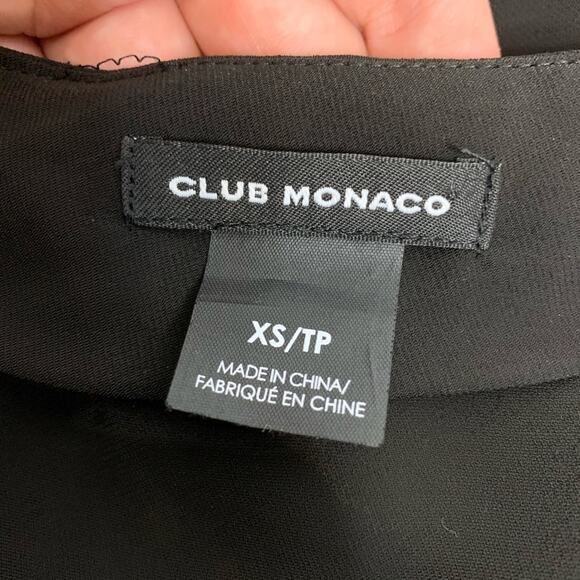 CLUB MONACO
XS/TP
MADE IN CHINA/
FABRIQUÉ EN CHINE